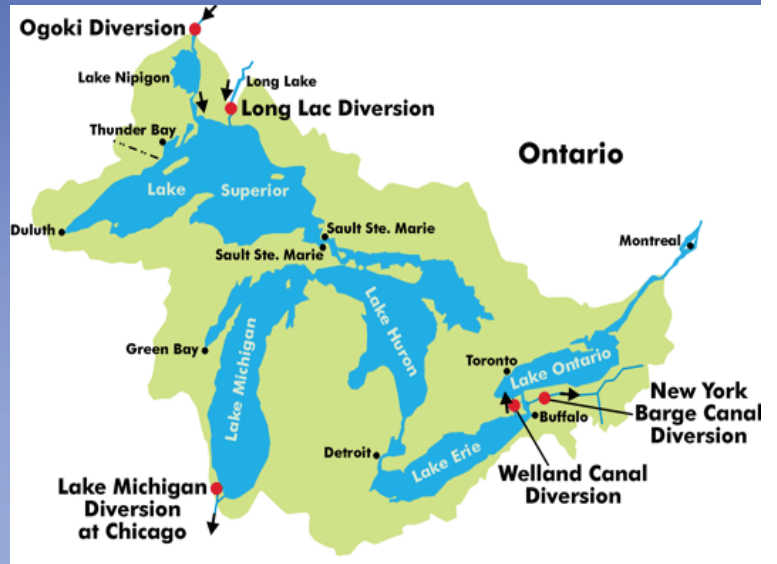 Ogoki Diversion
Lake Nipigon
Long Lake
Long Lac Diversion
Thunder Bay
Ontario
Lake Superior
Duluth
Sault Ste. Marie
Sault Ste. Marie
Montreal
Green Bay
Lake Michigan
Lake Huron
Toronto
Lake Ontario
New York
Barge Canal
Diversion
Buffalo
Detroit
Lake Erie
Welland Canal
Diversion
Lake Michigan
Diversion
at Chicago